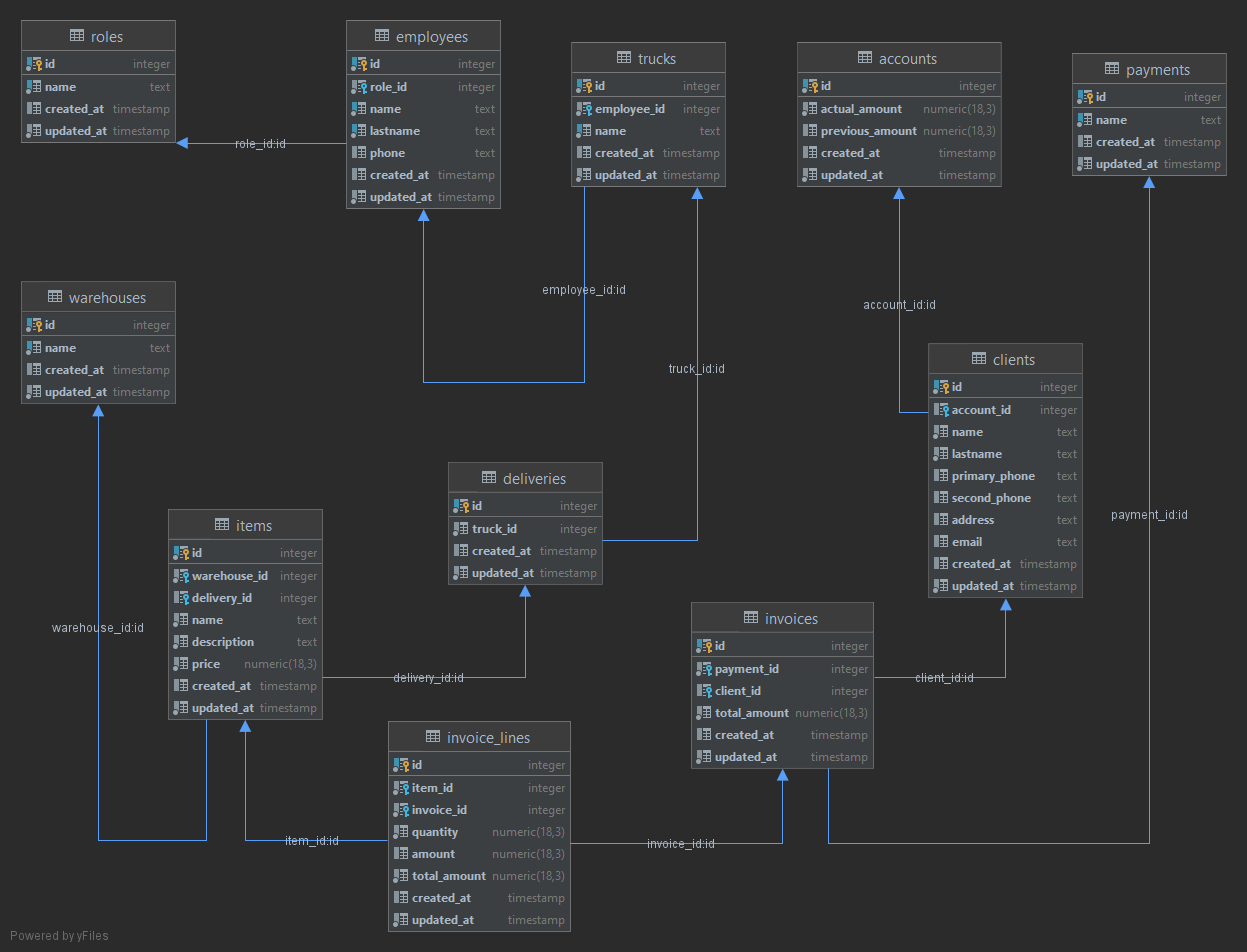 roles
id integer
name text
created_at timestamp
updated_at timestamp
role_id:id
employees
id integer
role_id integer
name text
lastname text
phone text
created_at timestamp
updated_at timestamp
trucks
id integer
employee_id integer
name text
created_at timestamp
updated_at timestamp
accounts
id integer
actual_amount numeric(18,3)
previous_amount numeric(18,3)
created_at timestamp
updated_at timestamp
payments
id integer
name text
created_at timestamp
updated_at timestamp
employee_id:id
account_id:id
truck_id:id
warehouses
id integer
name text
created_at timestamp
updated_at timestamp
clients
id integer
account_id integer
name text
lastname text
primary_phone text
second_phone text
address text
email text
created_at timestamp
updated_at timestamp
payment_id:id
deliveries
id integer
truck_id integer
created_at timestamp
updated_at timestamp
items
id integer
warehouse_id integer
delivery_id integer
name text
description text
price numeric(18,3)
created_at timestamp
updated_at timestamp
warehouse_id:id
delivery_id:id
invoices
id integer
payment_id integer
client_id integer
total_amount numeric(18,3)
created_at timestamp
updated_at timestamp
client_id:id
invoice_lines
id integer
item_id integer
invoice_id integer
quantity numeric(18,3)
amount numeric(18,3)
total_amount numeric(18,3)
created_at timestamp
updated_at timestamp
item_id:id
invoice_id:id
Powered by yFiles